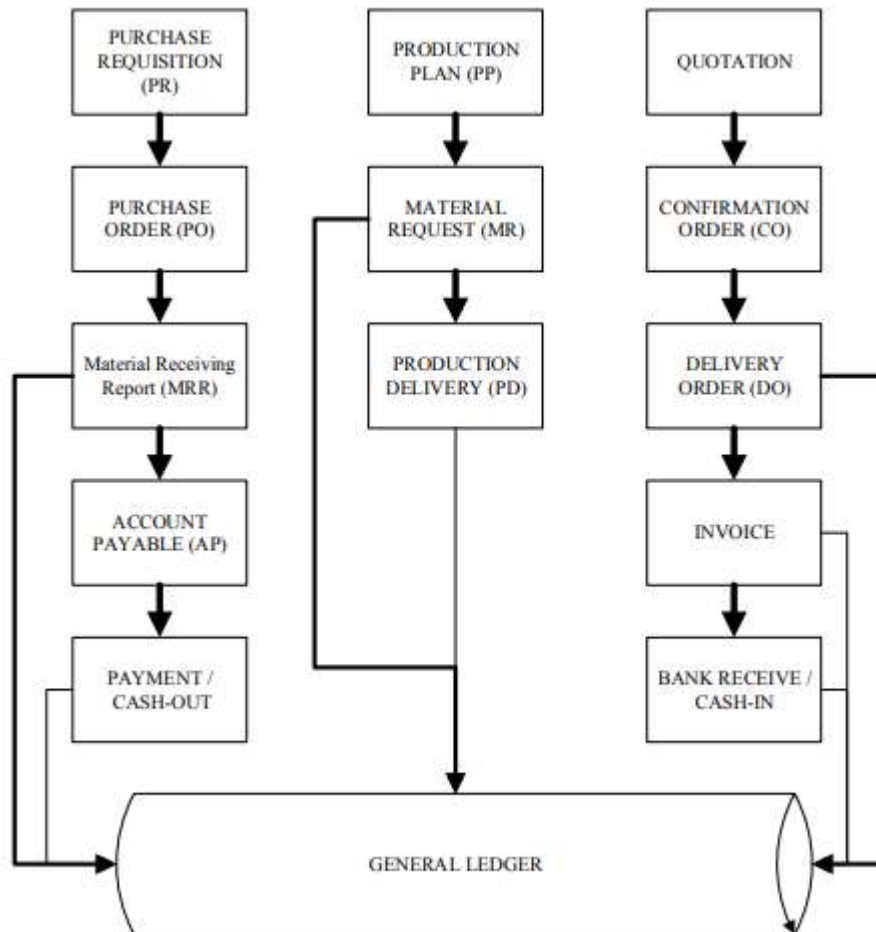 PURCHASE
REQUISITION
(PR)
PRODUCTION
PLAN (PP)
QUOTATION
PURCHASE
ORDER (PO)
MATERIAL
REQUEST (MR)
CONFIRMATION
ORDER (CO)
Material Receiving
Report (MRR)
PRODUCTION
DELIVERY (PD)
DELIVERY
ORDER (DO)
ACCOUNT
PAYABLE (AP)
INVOICE
PAYMENT /
CASH-OUT
BANK RECEIVE /
CASH-IN
GENERAL LEDGER